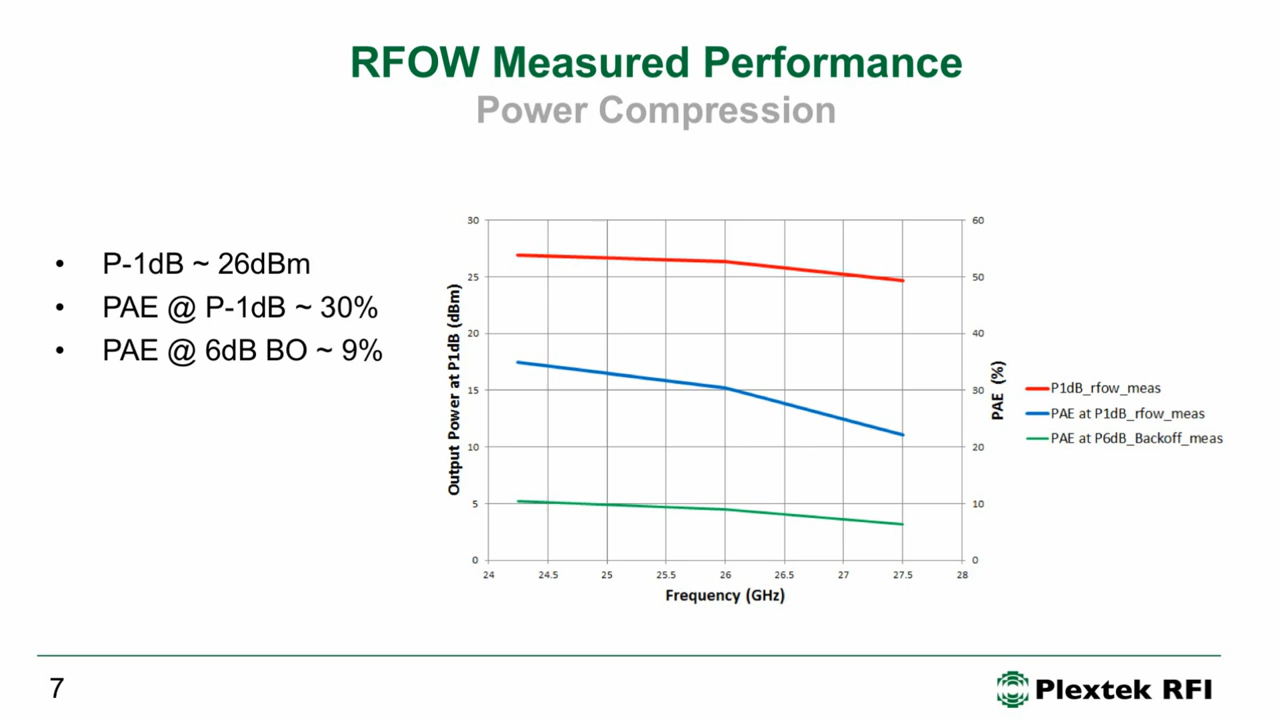 RFOW Measured Performance
Power Compression
• P-1dB ~ 26dBm
• PAE @ P-1dB ~ 30%
• PAE @ 6dB BO ~ 9%
Output Power at P1dB (dBm)
30
25
20
15
10
5
0
24 24.5 25 25.5 26 26.5 27 27.5 28
Frequency (GHz)
60
50
40
30
20
10
0
PAE (%)
P1dB_rfow_meas
PAE at P1dB_rfow_meas
PAE at P6dB_Backoff_meas
7
Plextek RFI